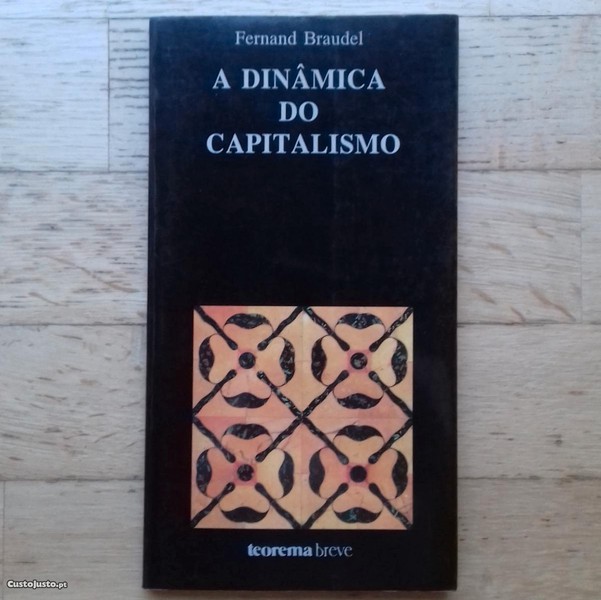 Fernand Braudel
A DINÂMICA
DO
CAPITALISMO
teorema breve
CustoJusto.pt